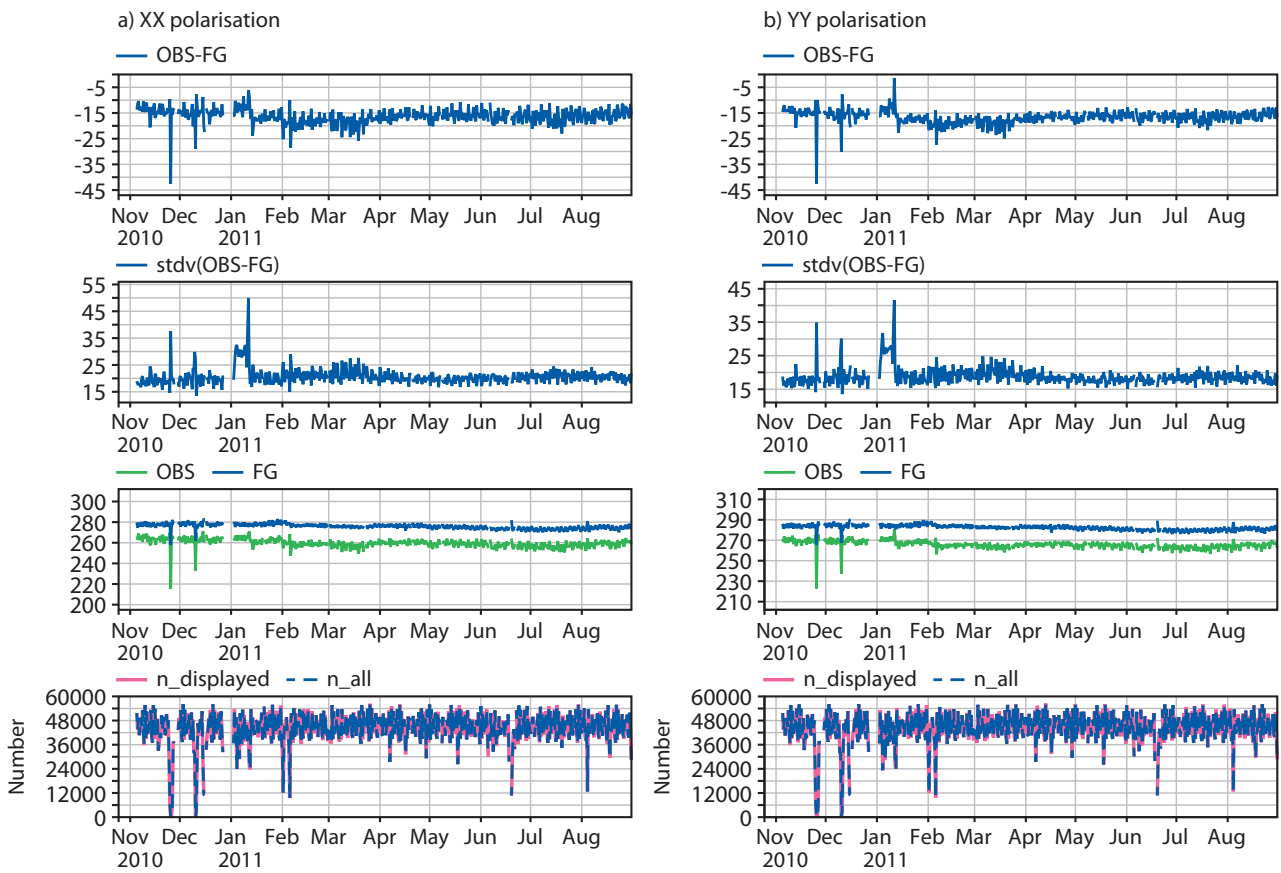 a) XX polarisation
OBS-FG
-5
-15
-25
-35
-45
Nov Dec Jan Feb Mar Apr May Jun Jul Aug
2010 2011
stdv(OBS-FG)
55
45
35
25
15
Nov Dec Jan Feb Mar Apr May Jun Jul Aug
2010 2011
OBS FG
300
280
260
240
220
200
Nov Dec Jan Feb Mar Apr May Jun Jul Aug
2010 2011
n_displayed n_all
Number
60000
48000
36000
24000
12000
0
Nov Dec Jan Feb Mar Apr May Jun Jul Aug
2010 2011
b) YY polarisation
OBS-FG
-5
-15
-25
-35
-45
Nov Dec Jan Feb Mar Apr May Jun Jul Aug
2010 2011
stdv(OBS-FG)
45
35
25
15
Nov Dec Jan Feb Mar Apr May Jun Jul Aug
2010 2011
OBS FG
310
290
270
250
230
210
Nov Dec Jan Feb Mar Apr May Jun Jul Aug
2010 2011
n_displayed n_all
Number
60000
48000
36000
24000
12000
0
Nov Dec Jan Feb Mar Apr May Jun Jul Aug
2010 2011